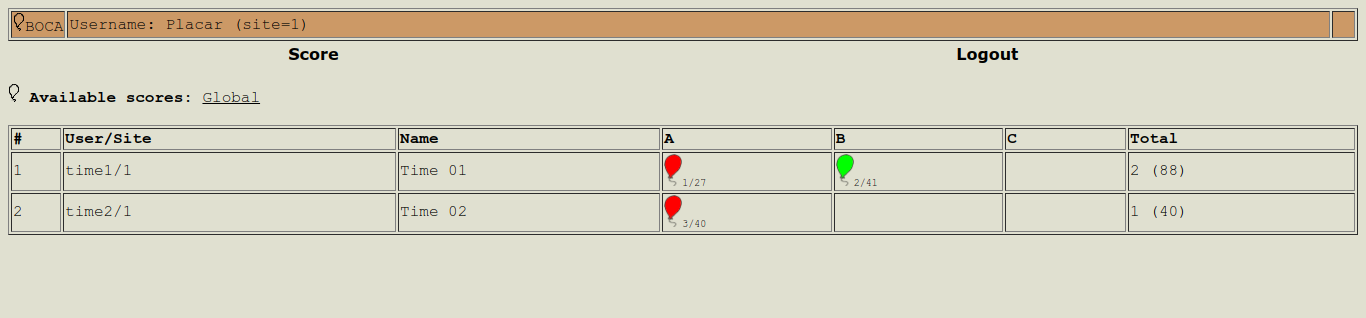 BOCA Username: Placar (site=1)
Score Logout
Available scores: Global
# User/Site Name A B C Total
1 time1/1 Time 01 1/27 2/41 2 (88)
2 time2/1 Time 02 3/40 1 (40)